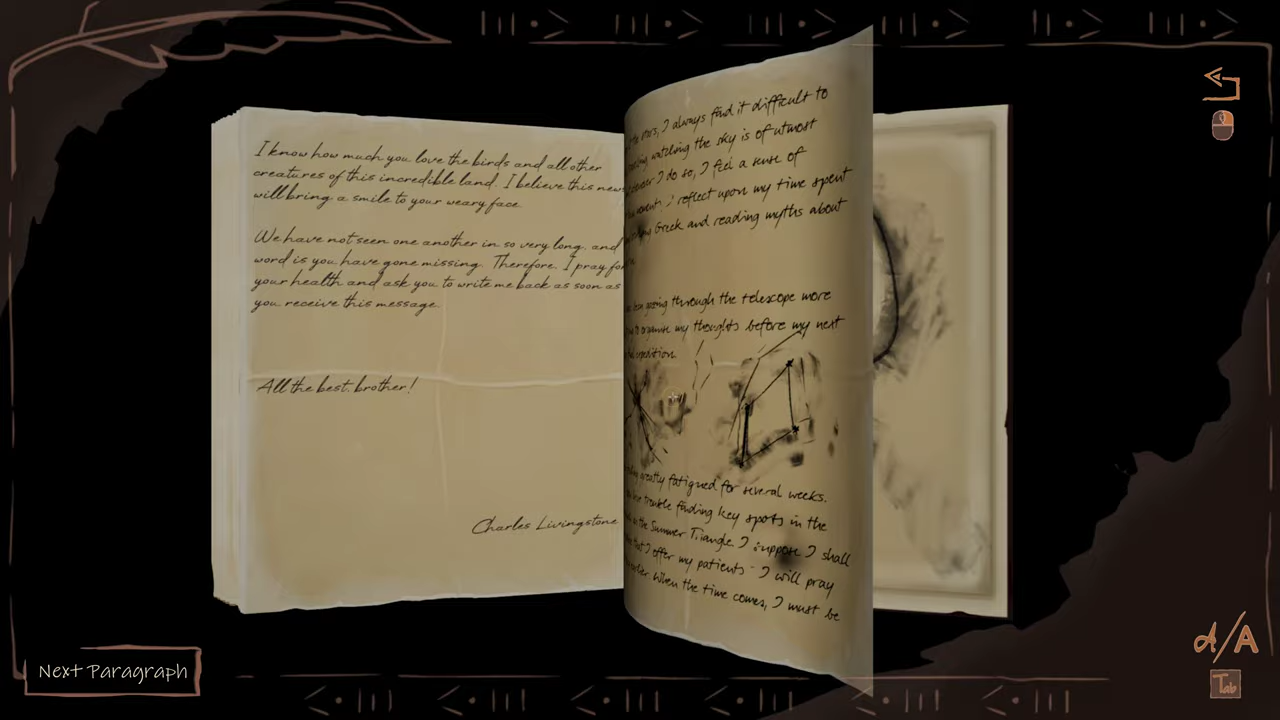 I know how much you love the birds and all other
creatures of this incredible land. I believe this news
will bring a smile to your weary face.
We have not seen one another in so very long, and
word is you have gone missing. Therefore, I pray for
your health and ask you to write me back as soon as
you receive this message.
All the best, brother!
Charles Livingstone
stars, I always find it difficult to
watching the sky is of utmost
I do so, I feel a sense of
I reflect upon my time spent
Greek and reading myths about
gazing through the telescope more
to organise my thoughts before my next
expedition.
greatly fatigued for several weeks.
trouble finding key spots in the
the Summer Triangle. I suppose I shall
that I offer my patients - I will pray
when the time comes, I must be
Next Paragraph
A/A
Tab